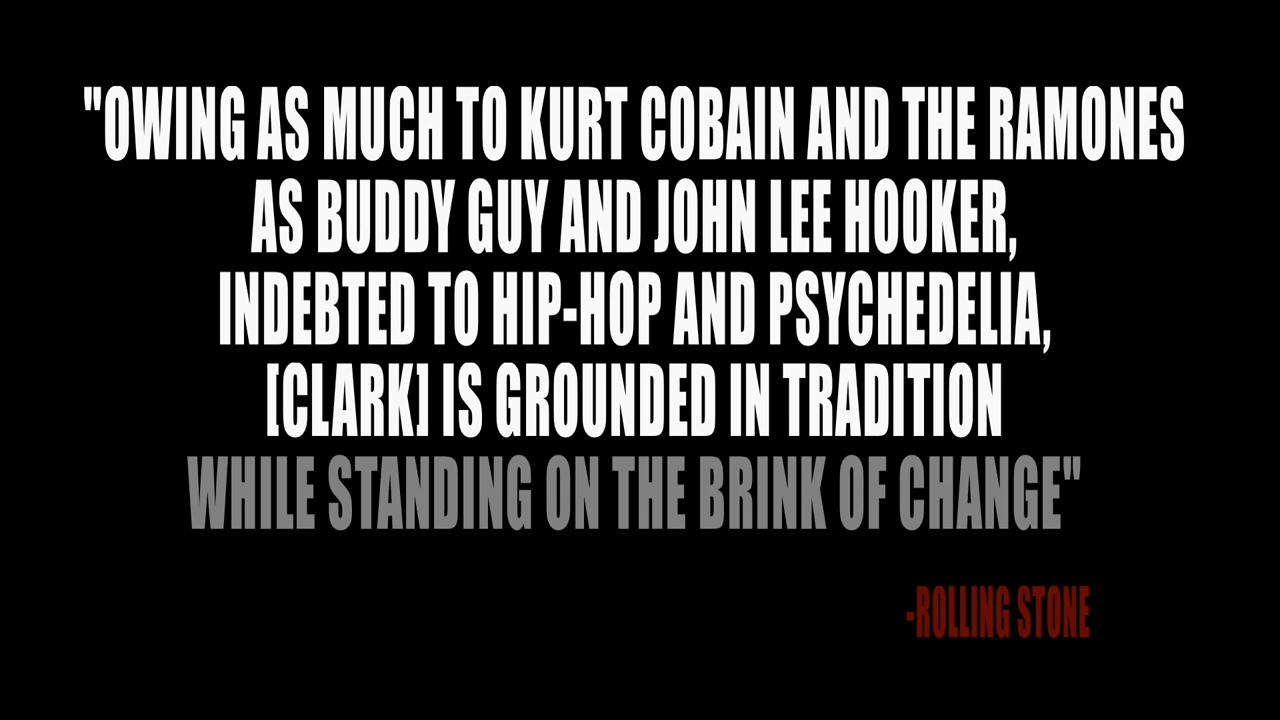 "OWING AS MUCH TO KURT COBAIN AND THE RAMONES
AS BUDDY GUY AND JOHN LEE HOOKER,
INDEBTED TO HIP-HOP AND PSYCHEDELIA,
[CLARK] IS GROUNDED IN TRADITION
WHILE STANDING ON THE BRINK OF CHANGE"
-ROLLING STONE